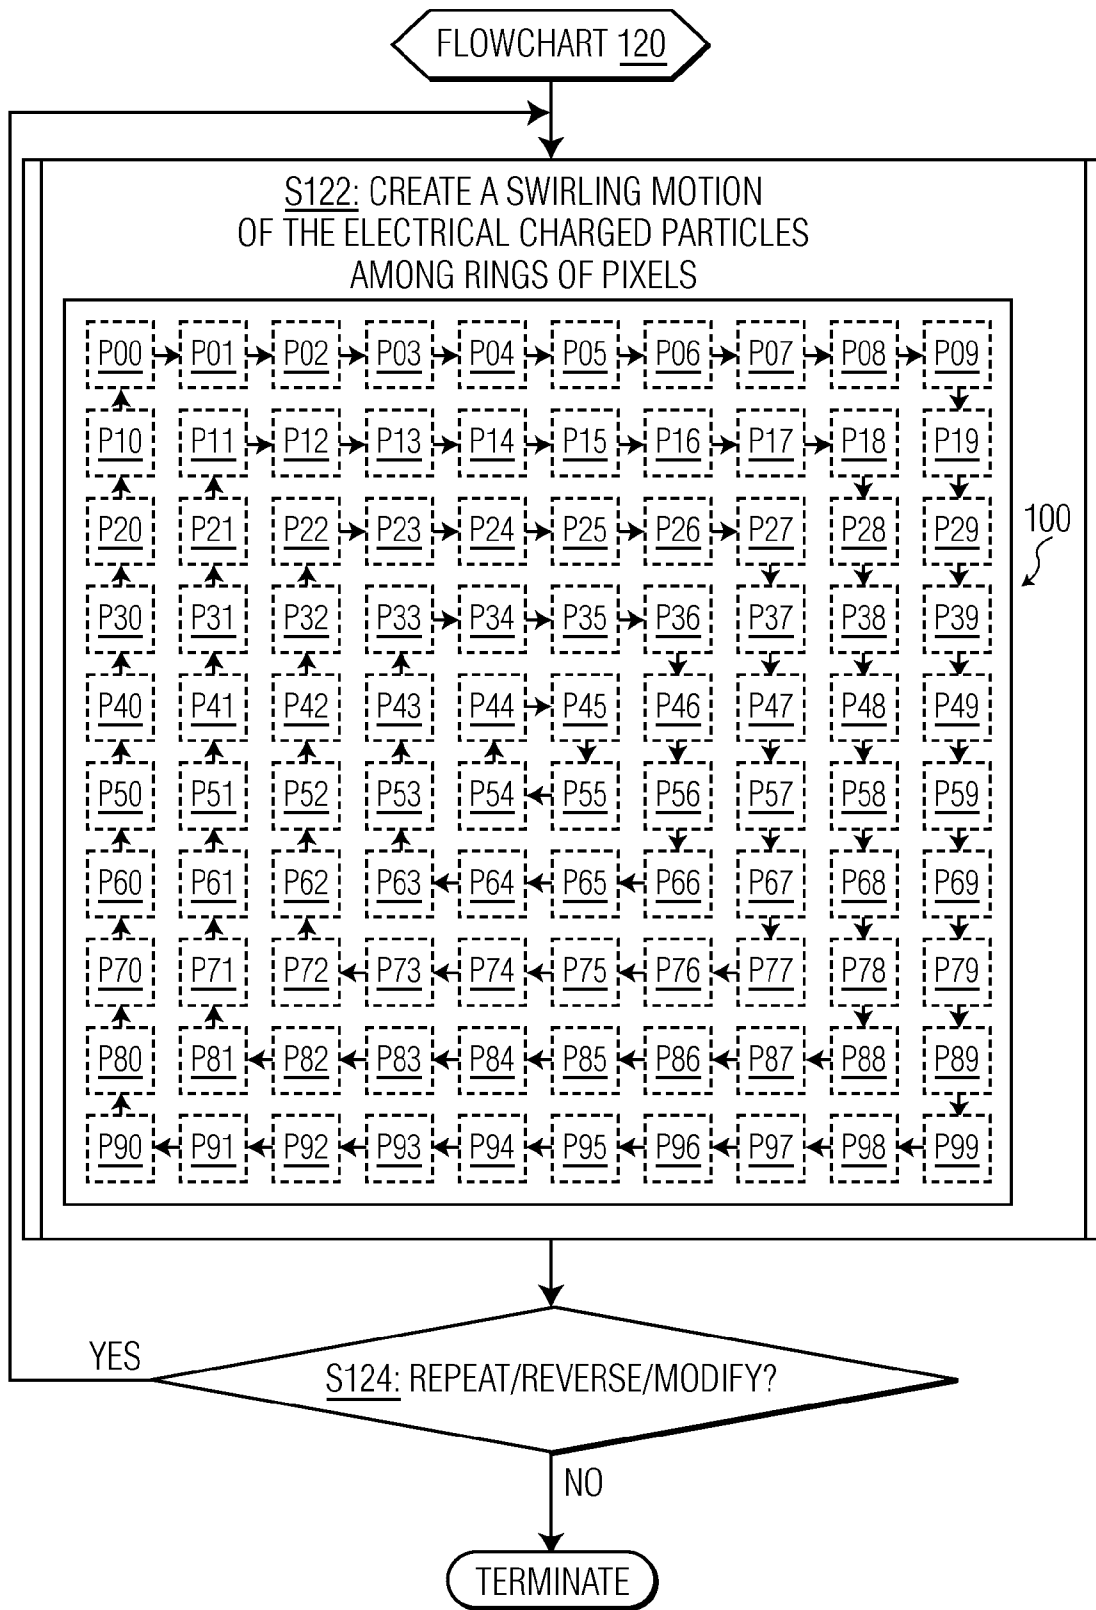 FLOWCHART 120
S122: CREATE A SWIRLING MOTION
OF THE ELECTRICAL CHARGED PARTICLES
AMONG RINGS OF PIXELS
P00 P01 P02 P03 P04 P05 P06 P07 P08 P09
P10 P11 P12 P13 P14 P15 P16 P17 P18 P19
P20 P21 P22 P23 P24 P25 P26 P27 P28 P29
100
P30 P31 P32 P33 P34 P35 P36 P37 P38 P39
P40 P41 P42 P43 P44 P45 P46 P47 P48 P49
P50 P51 P52 P53 P54 P55 P56 P57 P58 P59
P60 P61 P62 P63 P64 P65 P66 P67 P68 P69
P70 P71 P72 P73 P74 P75 P76 P77 P78 P79
P80 P81 P82 P83 P84 P85 P86 P87 P88 P89
P90 P91 P92 P93 P94 P95 P96 P97 P98 P99
YES
S124: REPEAT/REVERSE/MODIFY?
NO
TERMINATE